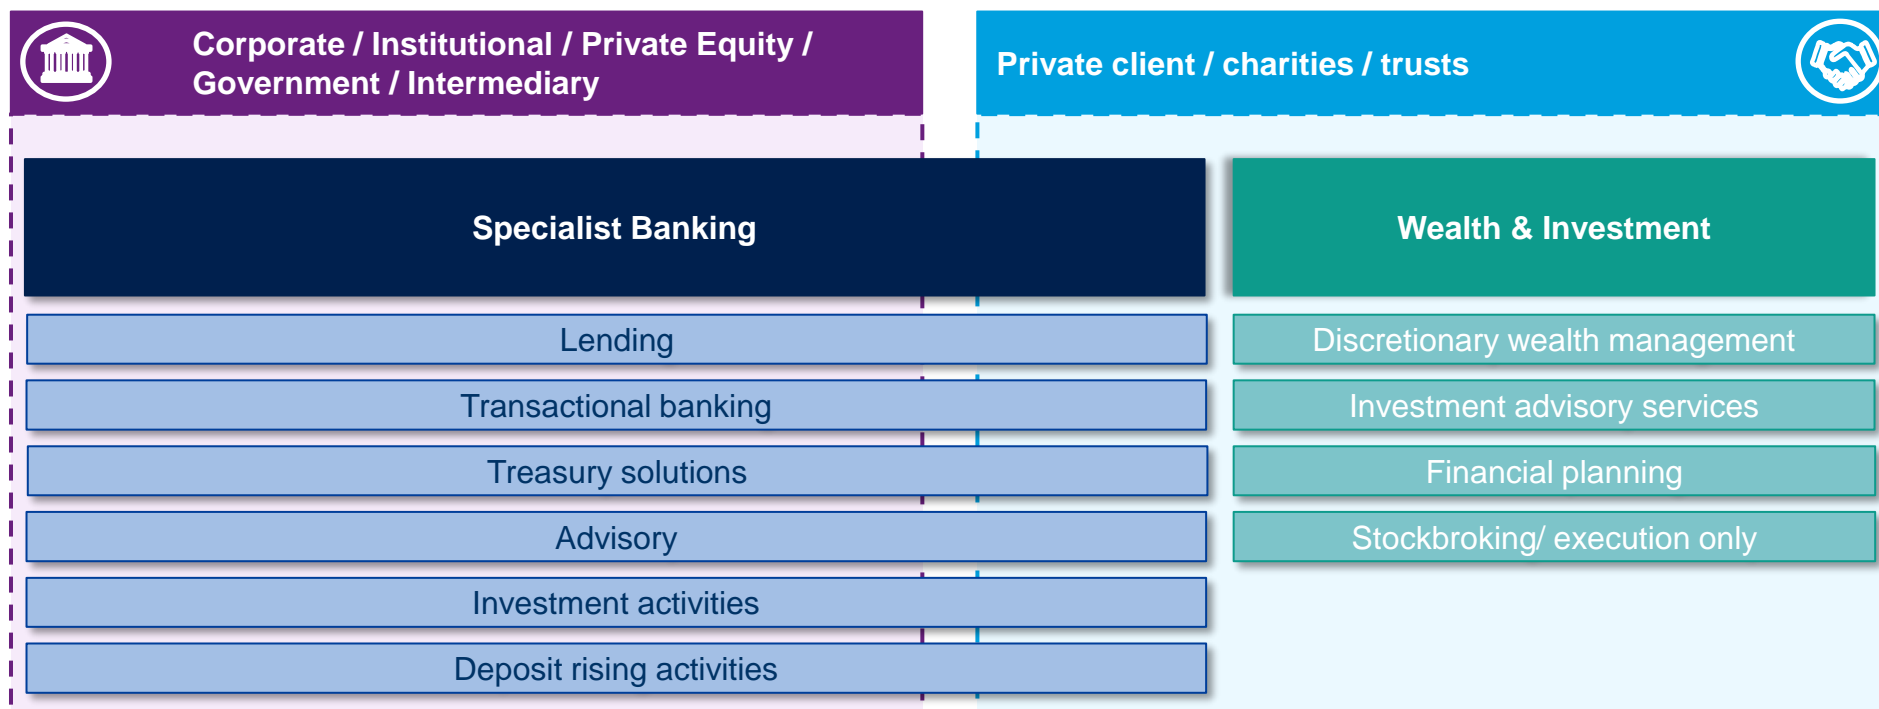 Corporate / Institutional / Private Equity /
Government / Intermediary
Private client / charities / trusts
Specialist Banking
Wealth & Investment
Lending
Transactional banking
Treasury solutions
Advisory
Investment activities
Deposit rising activities
Discretionary wealth management
Investment advisory services
Financial planning
Stockbroking/ execution only